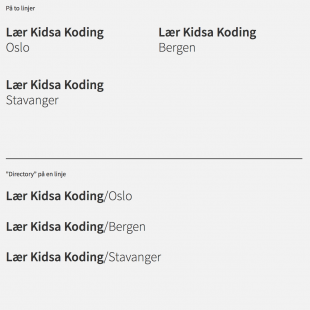 På to linjer
Lær Kidsa Koding
Oslo
Lær Kidsa Koding
Bergen
Lær Kidsa Koding
Stavanger
"Directory" på en linje
Lær Kidsa Koding/Oslo
Lær Kidsa Koding/Bergen
Lær Kidsa Koding/Stavanger